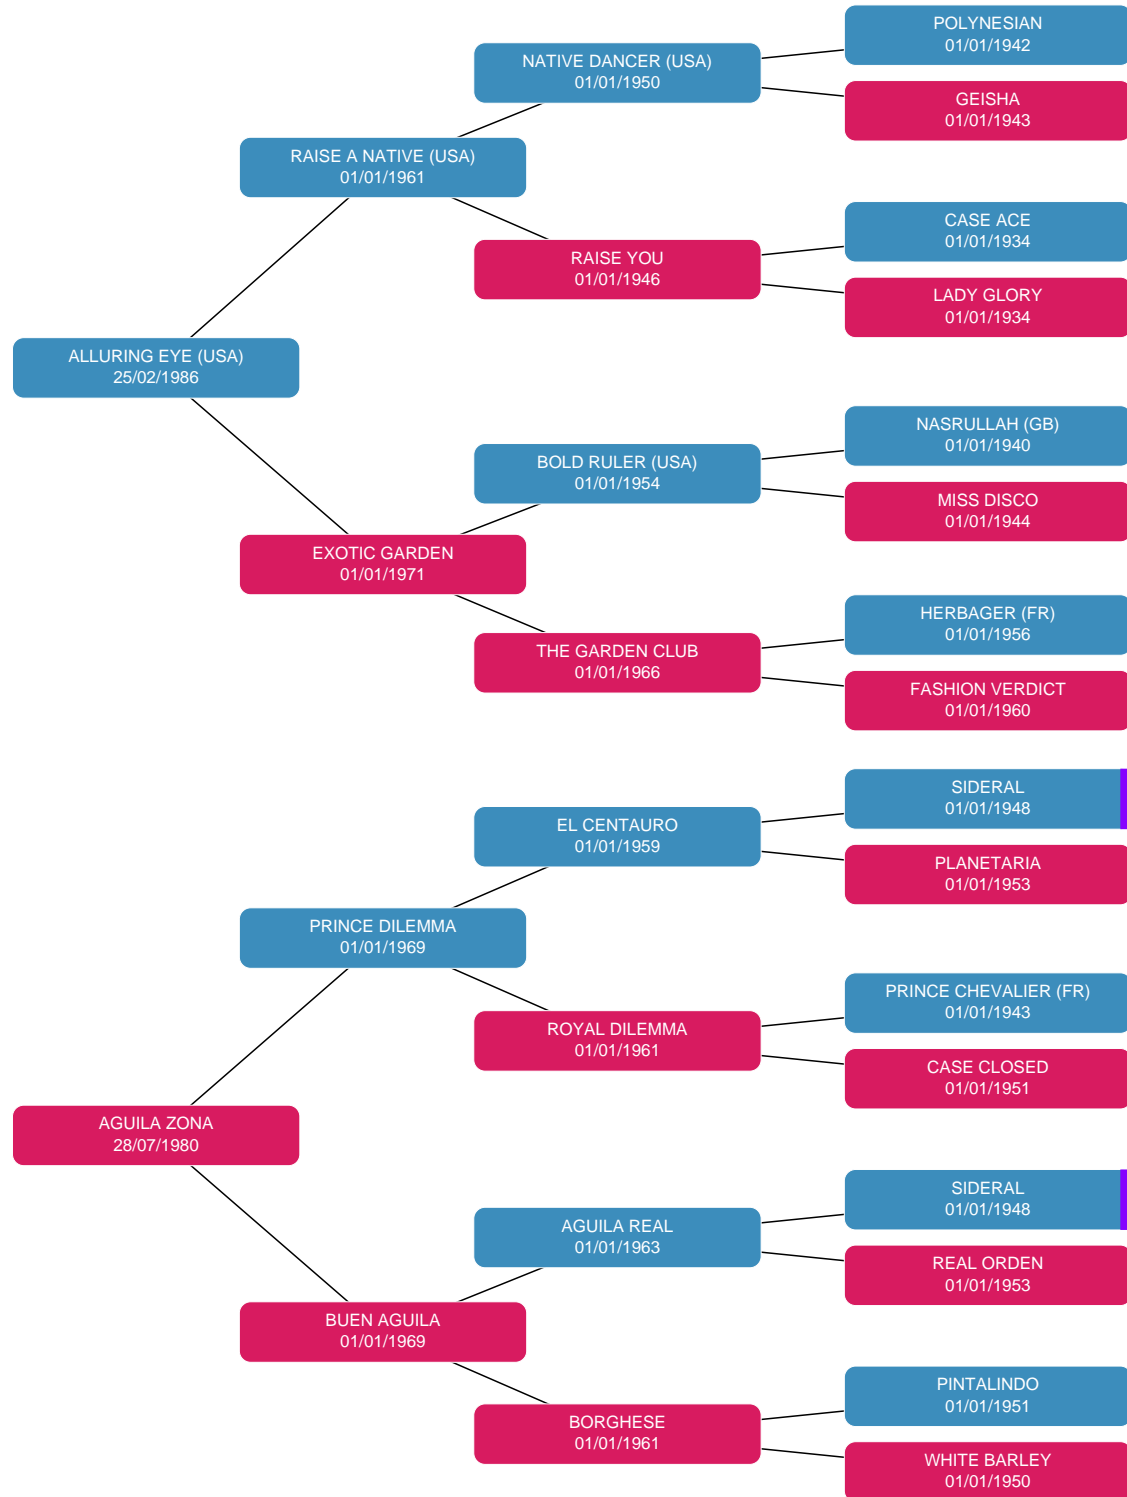 POLYNESIAN
01/01/1942
NATIVE DANCER (USA)
01/01/1950
GEISHA
01/01/1943
RAISE A NATIVE (USA)
01/01/1961
CASE ACE
01/01/1934
RAISE YOU
01/01/1946
LADY GLORY
01/01/1934
ALLURING EYE (USA)
25/02/1986
NASRULLAH (GB)
01/01/1940
BOLD RULER (USA)
01/01/1954
MISS DISCO
01/01/1944
EXOTIC GARDEN
01/01/1971
HERBAGER (FR)
01/01/1956
THE GARDEN CLUB
01/01/1966
FASHION VERDICT
01/01/1960
SIDERAL
01/01/1948
EL CENTAURO
01/01/1959
PLANETARIA
01/01/1953
PRINCE DILEMMA
01/01/1969
PRINCE CHEVALIER (FR)
01/01/1943
ROYAL DILEMMA
01/01/1961
CASE CLOSED
01/01/1951
AGUILA ZONA
28/07/1980
SIDERAL
01/01/1948
AGUILA REAL
01/01/1963
REAL ORDEN
01/01/1953
BUEN AGUILA
01/01/1969
PINTALINDO
01/01/1951
BORGHESE
01/01/1961
WHITE BARLEY
01/01/1950